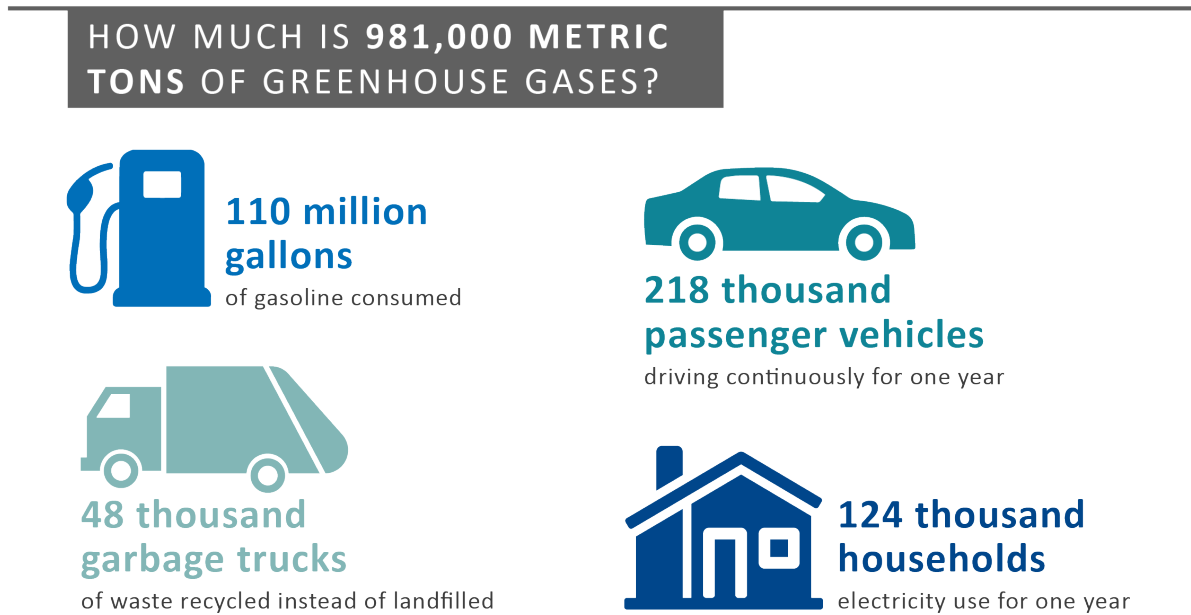 HOW MUCH IS 981,000 METRIC
TONS OF GREENHOUSE GASES?
110 million
gallons
of gasoline consumed
218 thousand
passenger vehicles
driving continuously for one year
48 thousand
garbage trucks
of waste recycled instead of landfilled
124 thousand
households
electricity use for one year